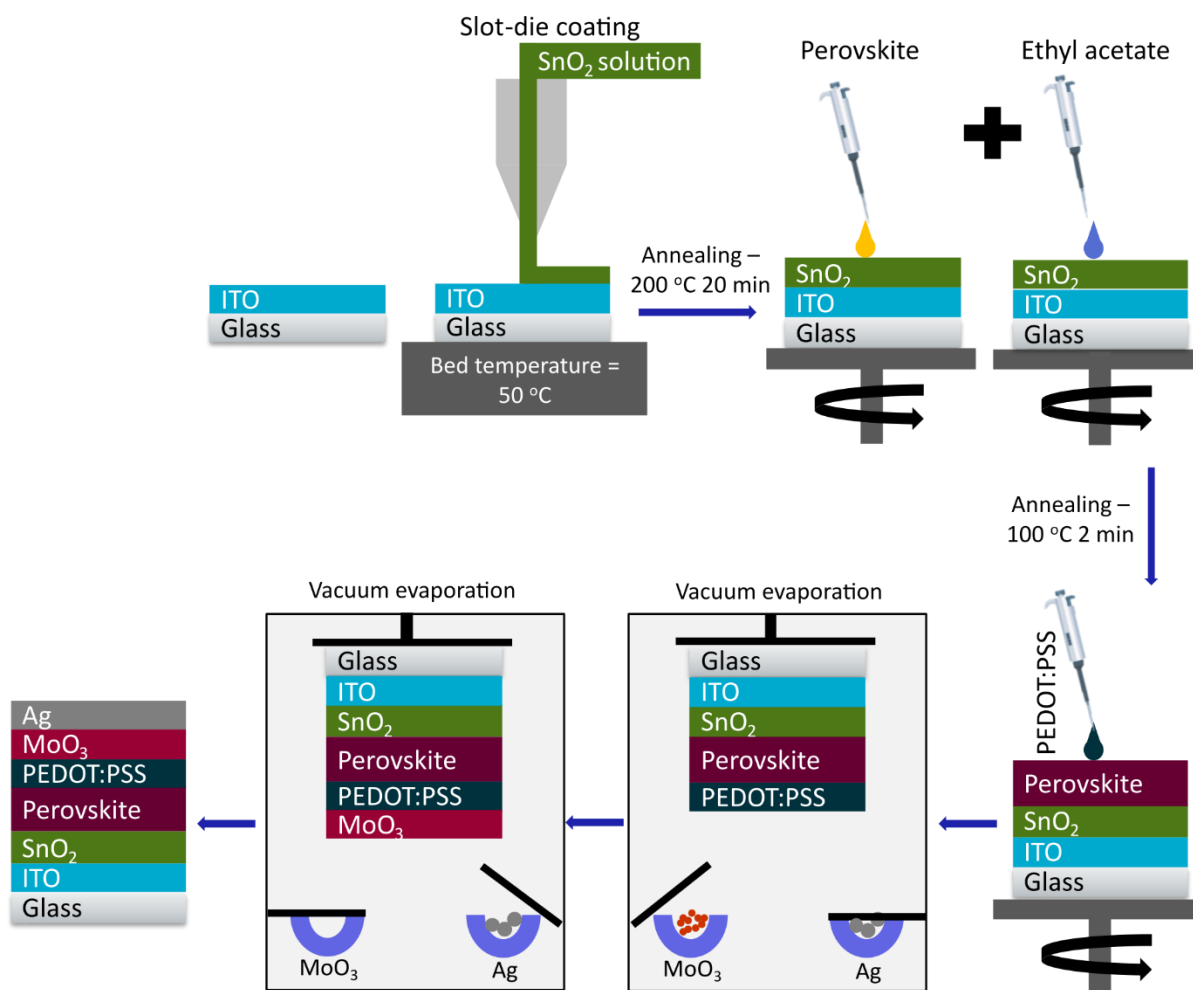 Slot-die coating
SnO₂ solution
ITO
Glass
ITO
Glass
Bed temperature =
50 °C
Annealing –
200 °C 20 min
Perovskite
SnO₂
ITO
Glass
Ethyl acetate
SnO₂
ITO
Glass
Annealing –
100 °C 2 min
PEDOT:PSS
Perovskite
SnO₂
ITO
Glass
Vacuum evaporation
Glass
ITO
SnO₂
Perovskite
PEDOT:PSS
MoO₃
Ag
Vacuum evaporation
Glass
ITO
SnO₂
Perovskite
PEDOT:PSS
MoO₃
MoO₃
Ag
Ag
MoO₃
PEDOT:PSS
Perovskite
SnO₂
ITO
Glass